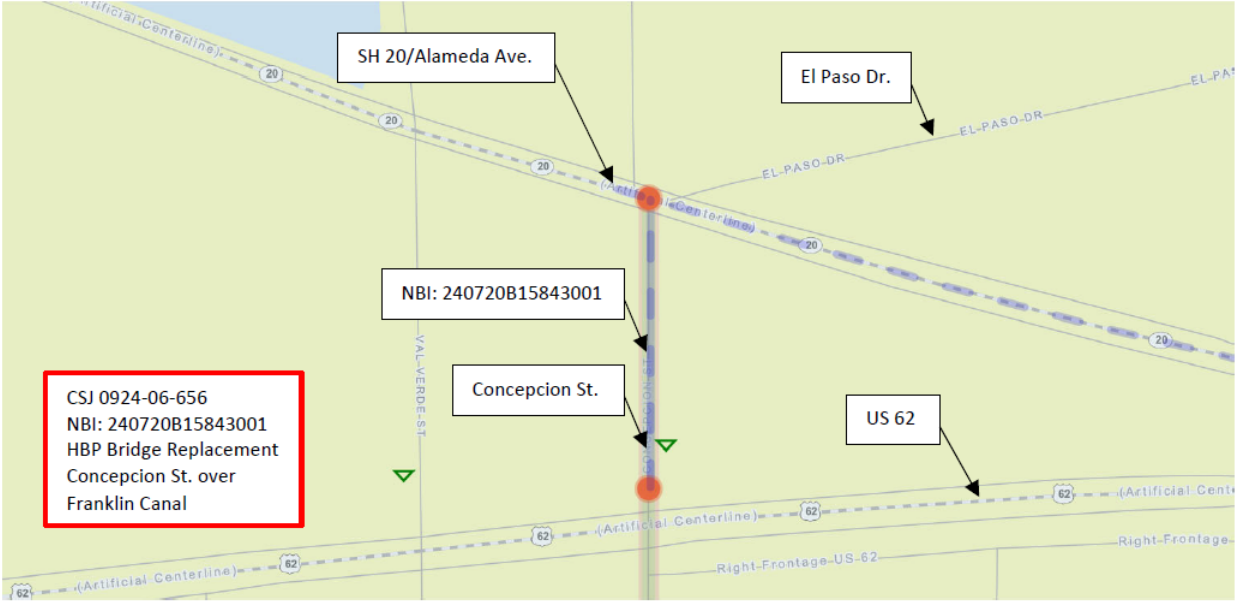 (Artificial Centerline)
SH 20/Alameda Ave.
El Paso Dr.
20
20
20
EL PASO DR
EL PASO DR
EL PAS
(Artificial Centerline)
20
20
NBI: 240720B15843001
VAL VERDE ST
Concepcion St.
CONCEPCION ST
US 62
CSJ 0924-06-656
NBI: 240720B15843001
HBP Bridge Replacement
Concepcion St. over
Franklin Canal
62
(Artificial Centerline)
62
(Artificial Centerline)
62
62
62
(Artificial Cente
Right Frontage US 62
Right Frontage